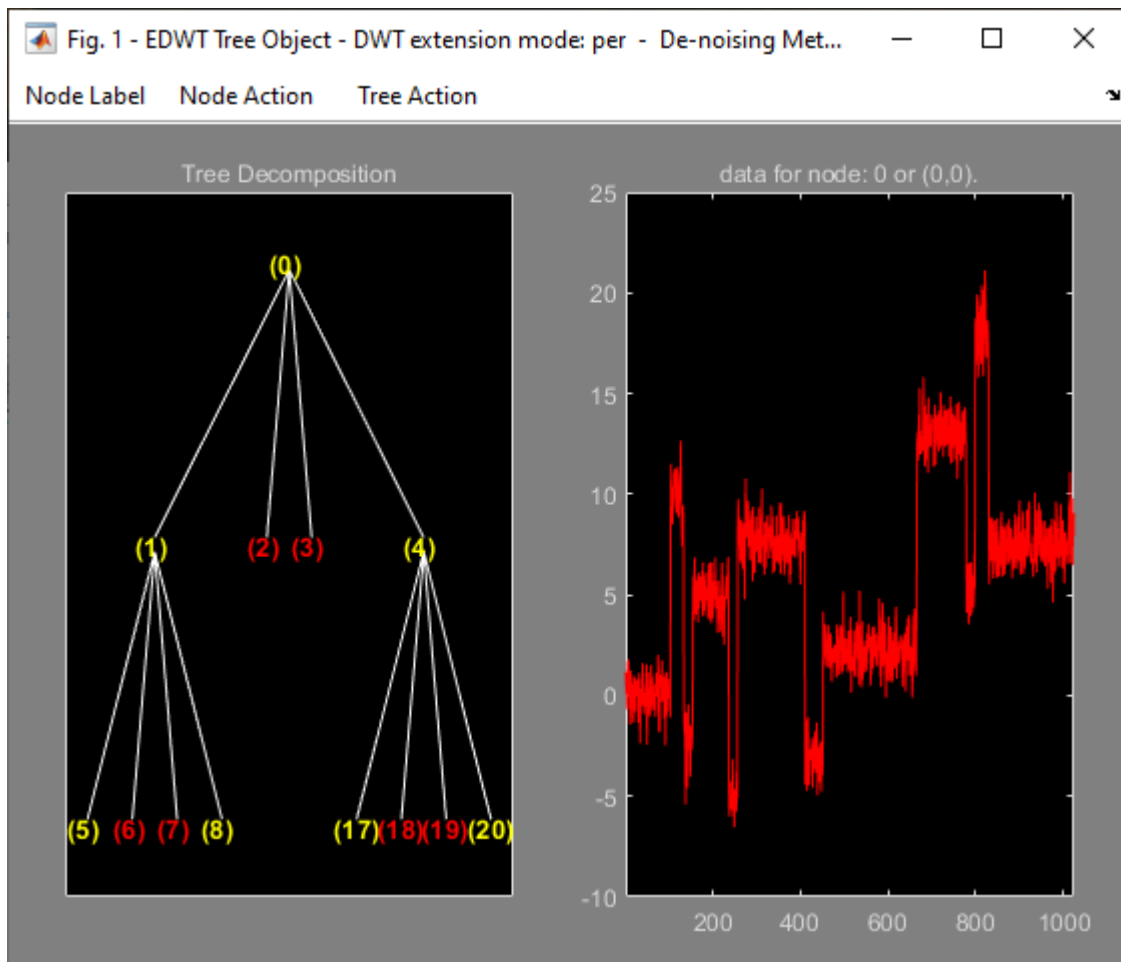 Fig. 1 - EDWT Tree Object - DWT extension mode: per - De-noising Met...
Node Label Node Action Tree Action
Tree Decomposition
(0)
(1) (2) (3) (4)
(5) (6) (7) (8) (17) (18) (19) (20)
data for node: 0 or (0,0).
25
20
15
10
5
0
-5
-10
200 400 600 800 1000